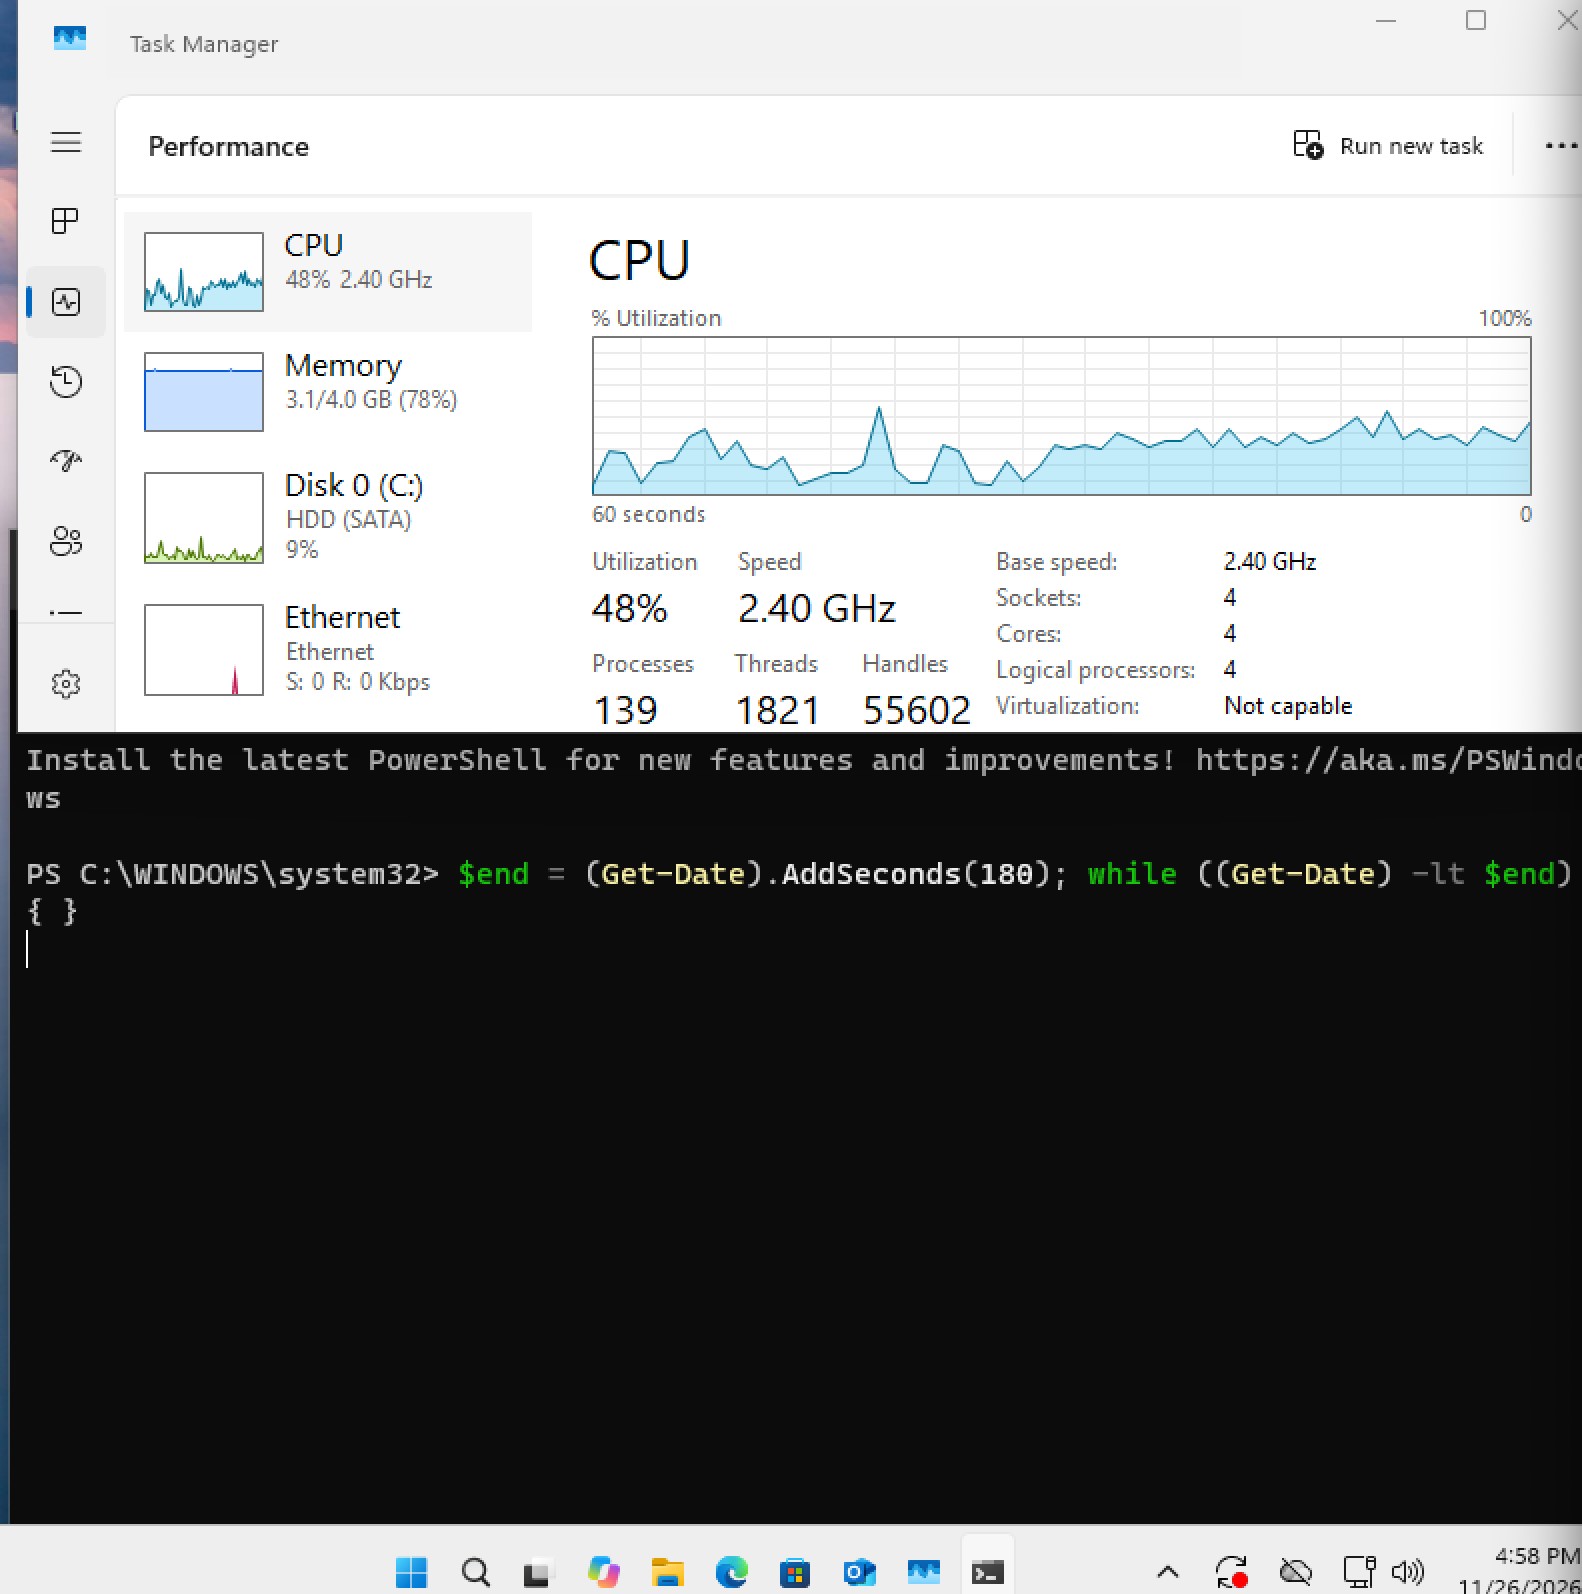 Task Manager
Performance
Run new task
CPU
48% 2.40 GHz
Memory
3.1/4.0 GB (78%)
Disk 0 (C:)
HDD (SATA)
9%
Ethernet
Ethernet
S: 0 R: 0 Kbps
CPU
% Utilization 100%
60 seconds 0
Utilization Speed
48% 2.40 GHz
Processes Threads Handles
139 1821 55602
Base speed: 2.40 GHz
Sockets: 4
Cores: 4
Logical processors: 4
Virtualization: Not capable
Install the latest PowerShell for new features and improvements! https://aka.ms/PSWindo
ws
PS C:\WINDOWS\system32> $end = (Get-Date).AddSeconds(180); while ((Get-Date) -lt $end)
{ }
4:58 PM
11/26/2026